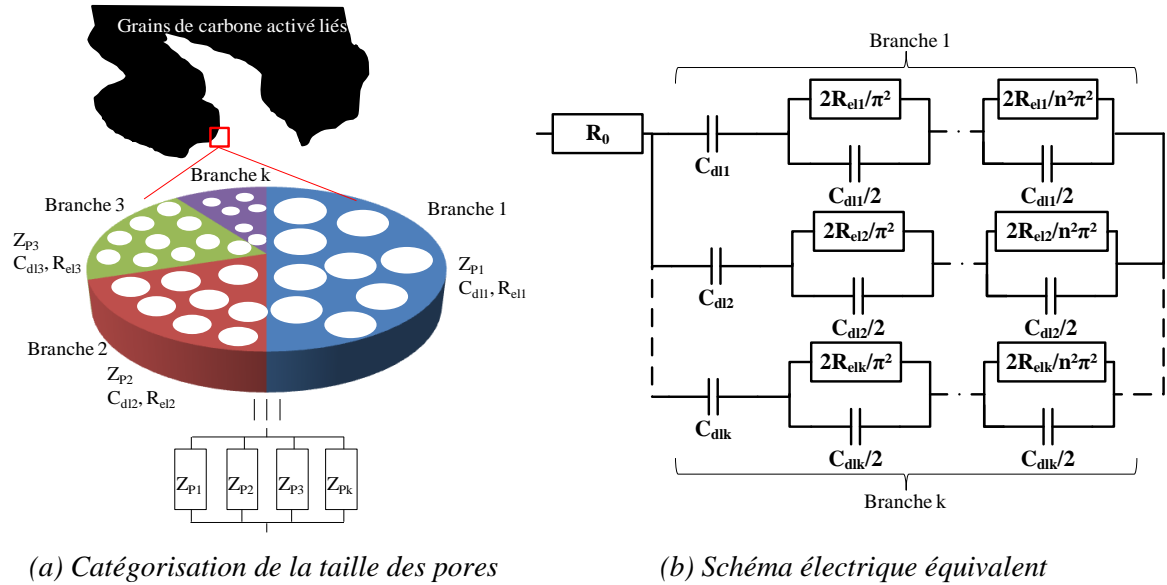 Grains de carbone activé liés
Branche k
Branche 3
Branche 1
Z_P3
C_dl3, R_el3
Z_P1
C_dl1, R_el1
Branche 2
Z_P2
C_dl2, R_el2
Z_P1 Z_P2 Z_P3 Z_Pk
(a) Catégorisation de la taille des pores
Branche 1
R_0
C_dl1
2R_el1/π²
2R_el1/n²π²
C_dl1/2
C_dl1/2
C_dl2
2R_el2/π²
2R_el2/n²π²
C_dl2/2
C_dl2/2
C_dlk
2R_elk/π²
2R_elk/n²π²
C_dlk/2
C_dlk/2
Branche k
(b) Schéma électrique équivalent